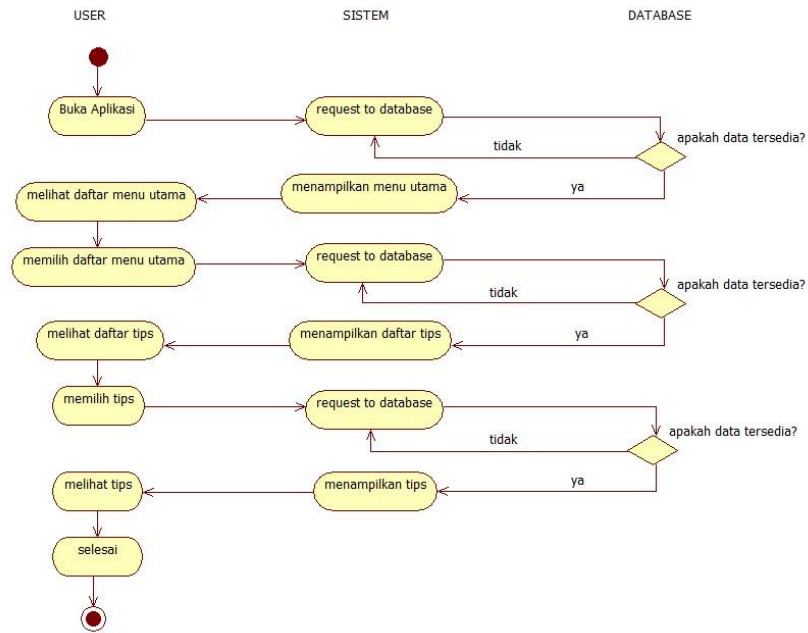 USER
SISTEM
DATABASE
Buka Aplikasi
request to database
apakah data tersedia?
tidak
melihat daftar menu utama
menampilkan menu utama
ya
memilih daftar menu utama
request to database
apakah data tersedia?
tidak
melihat daftar tips
menampilkan daftar tips
ya
memilih tips
request to database
apakah data tersedia?
tidak
melihat tips
menampilkan tips
ya
selesai